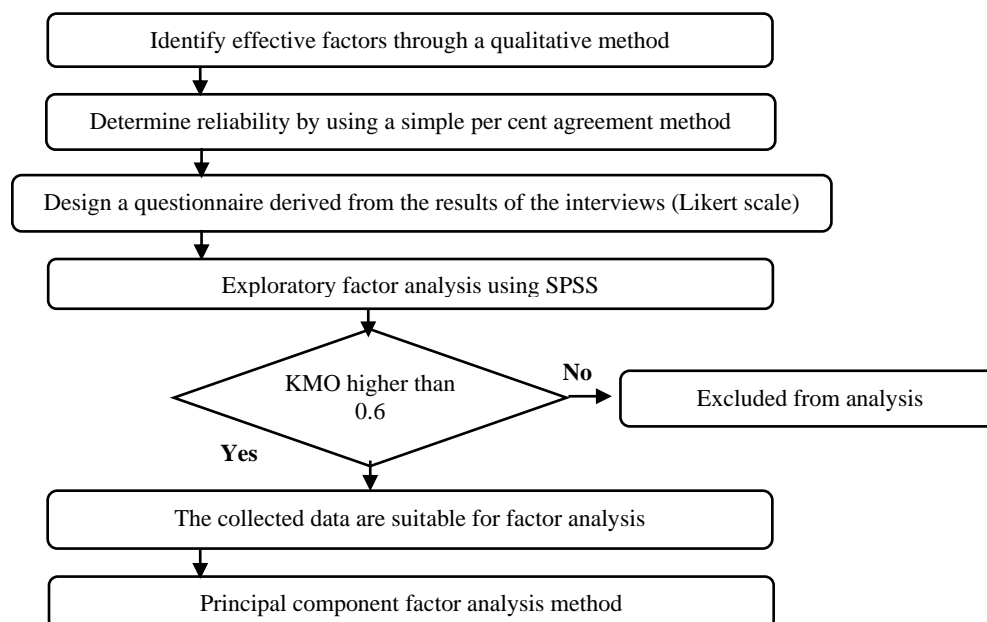 Identify effective factors through a qualitative method
Determine reliability by using a simple per cent agreement method
Design a questionnaire derived from the results of the interviews (Likert scale)
Exploratory factor analysis using SPSS
KMO higher than
0.6
No
Excluded from analysis
Yes
The collected data are suitable for factor analysis
Principal component factor analysis method